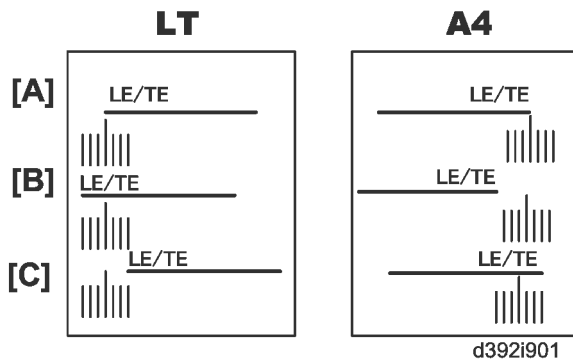 LT A4
[A] LE/TE LE/TE
[B] LE/TE LE/TE
[C] LE/TE LE/TE
d392i901